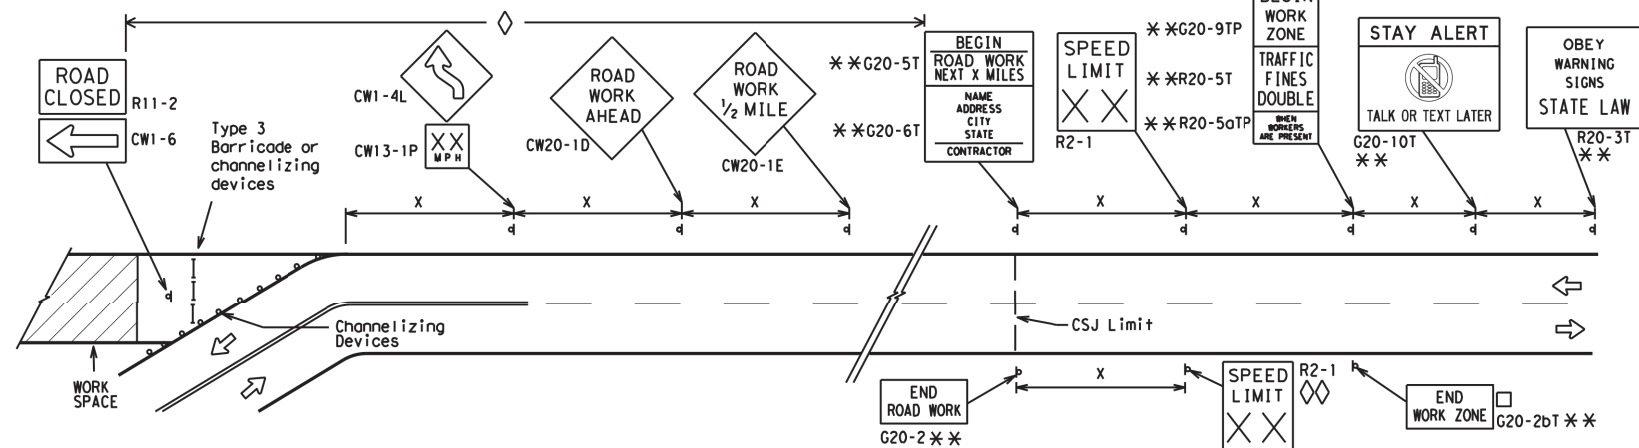 ROAD
CLOSED
R11-2
CW1-6
Type 3
Barricade or
channelizing
devices
CW1-4L
XX
MPH
CW13-1P
ROAD
WORK
AHEAD
CW20-1D
ROAD
WORK
1/2 MILE
CW20-1E
**G20-5T
BEGIN
ROAD WORK
NEXT X MILES
**G20-6T
NAME
ADDRESS
CITY
STATE
CONTRACTOR
SPEED
LIMIT
XX
R2-1
**G20-9TP
BEGIN
WORK
ZONE
**R20-5T
TRAFFIC
FINES
DOUBLE
**R20-5aTP
WHEN
WORKERS
ARE PRESENT
STAY ALERT
TALK OR TEXT LATER
G20-10T
**
OBEY
WARNING
SIGNS
STATE LAW
R20-3T
**
X
X
X
X
X
X
X
Channelizing
Devices
CSJ Limit
WORK
SPACE
END
ROAD WORK
G20-2**
X
SPEED
LIMIT
XX
R2-1
END
WORK ZONE
G20-2bT**